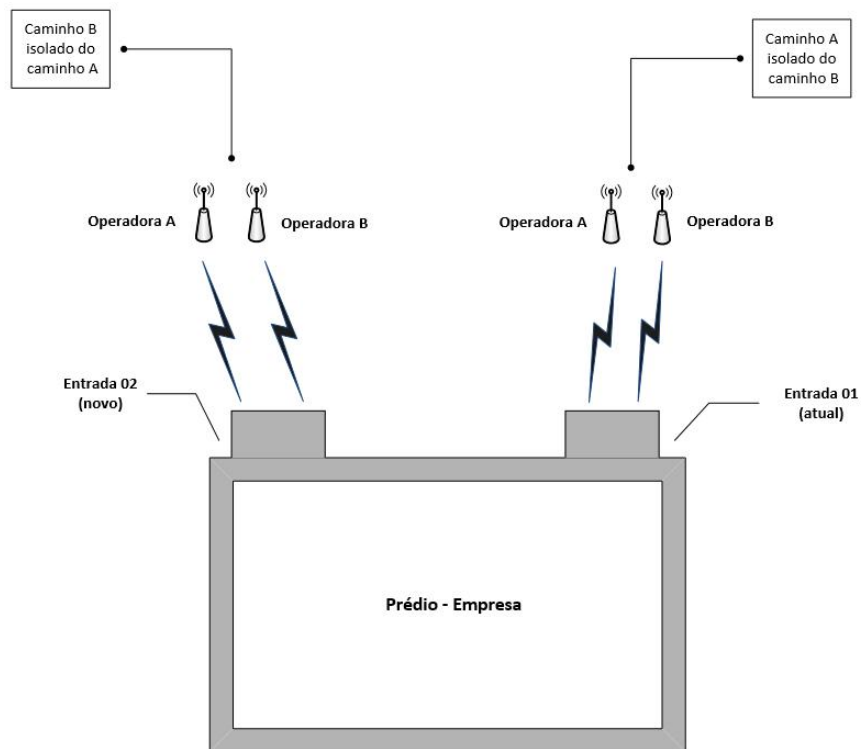 Caminho B
isolado do
caminho A
Caminho A
isolado do
caminho B
Operadora A
Operadora B
Operadora A
Operadora B
Entrada 02
(novo)
Entrada 01
(atual)
Prédio - Empresa